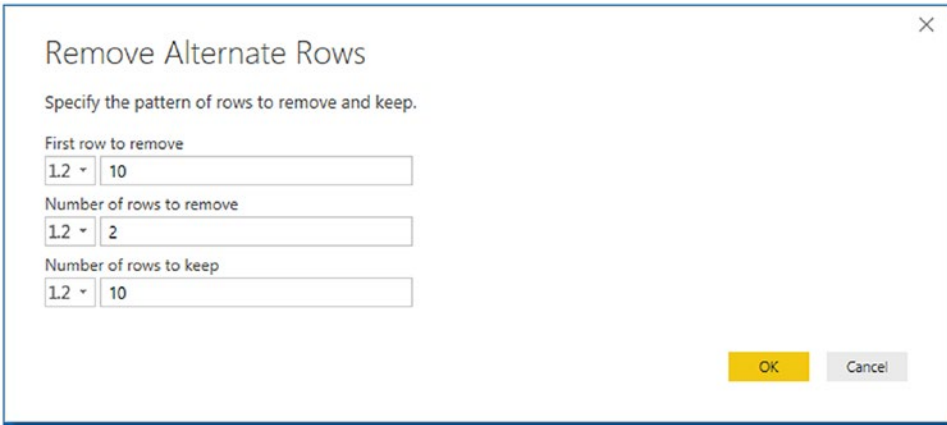 Remove Alternate Rows
Specify the pattern of rows to remove and keep.
First row to remove
1.2 10
Number of rows to remove
1.2 2
Number of rows to keep
1.2 10
OK Cancel